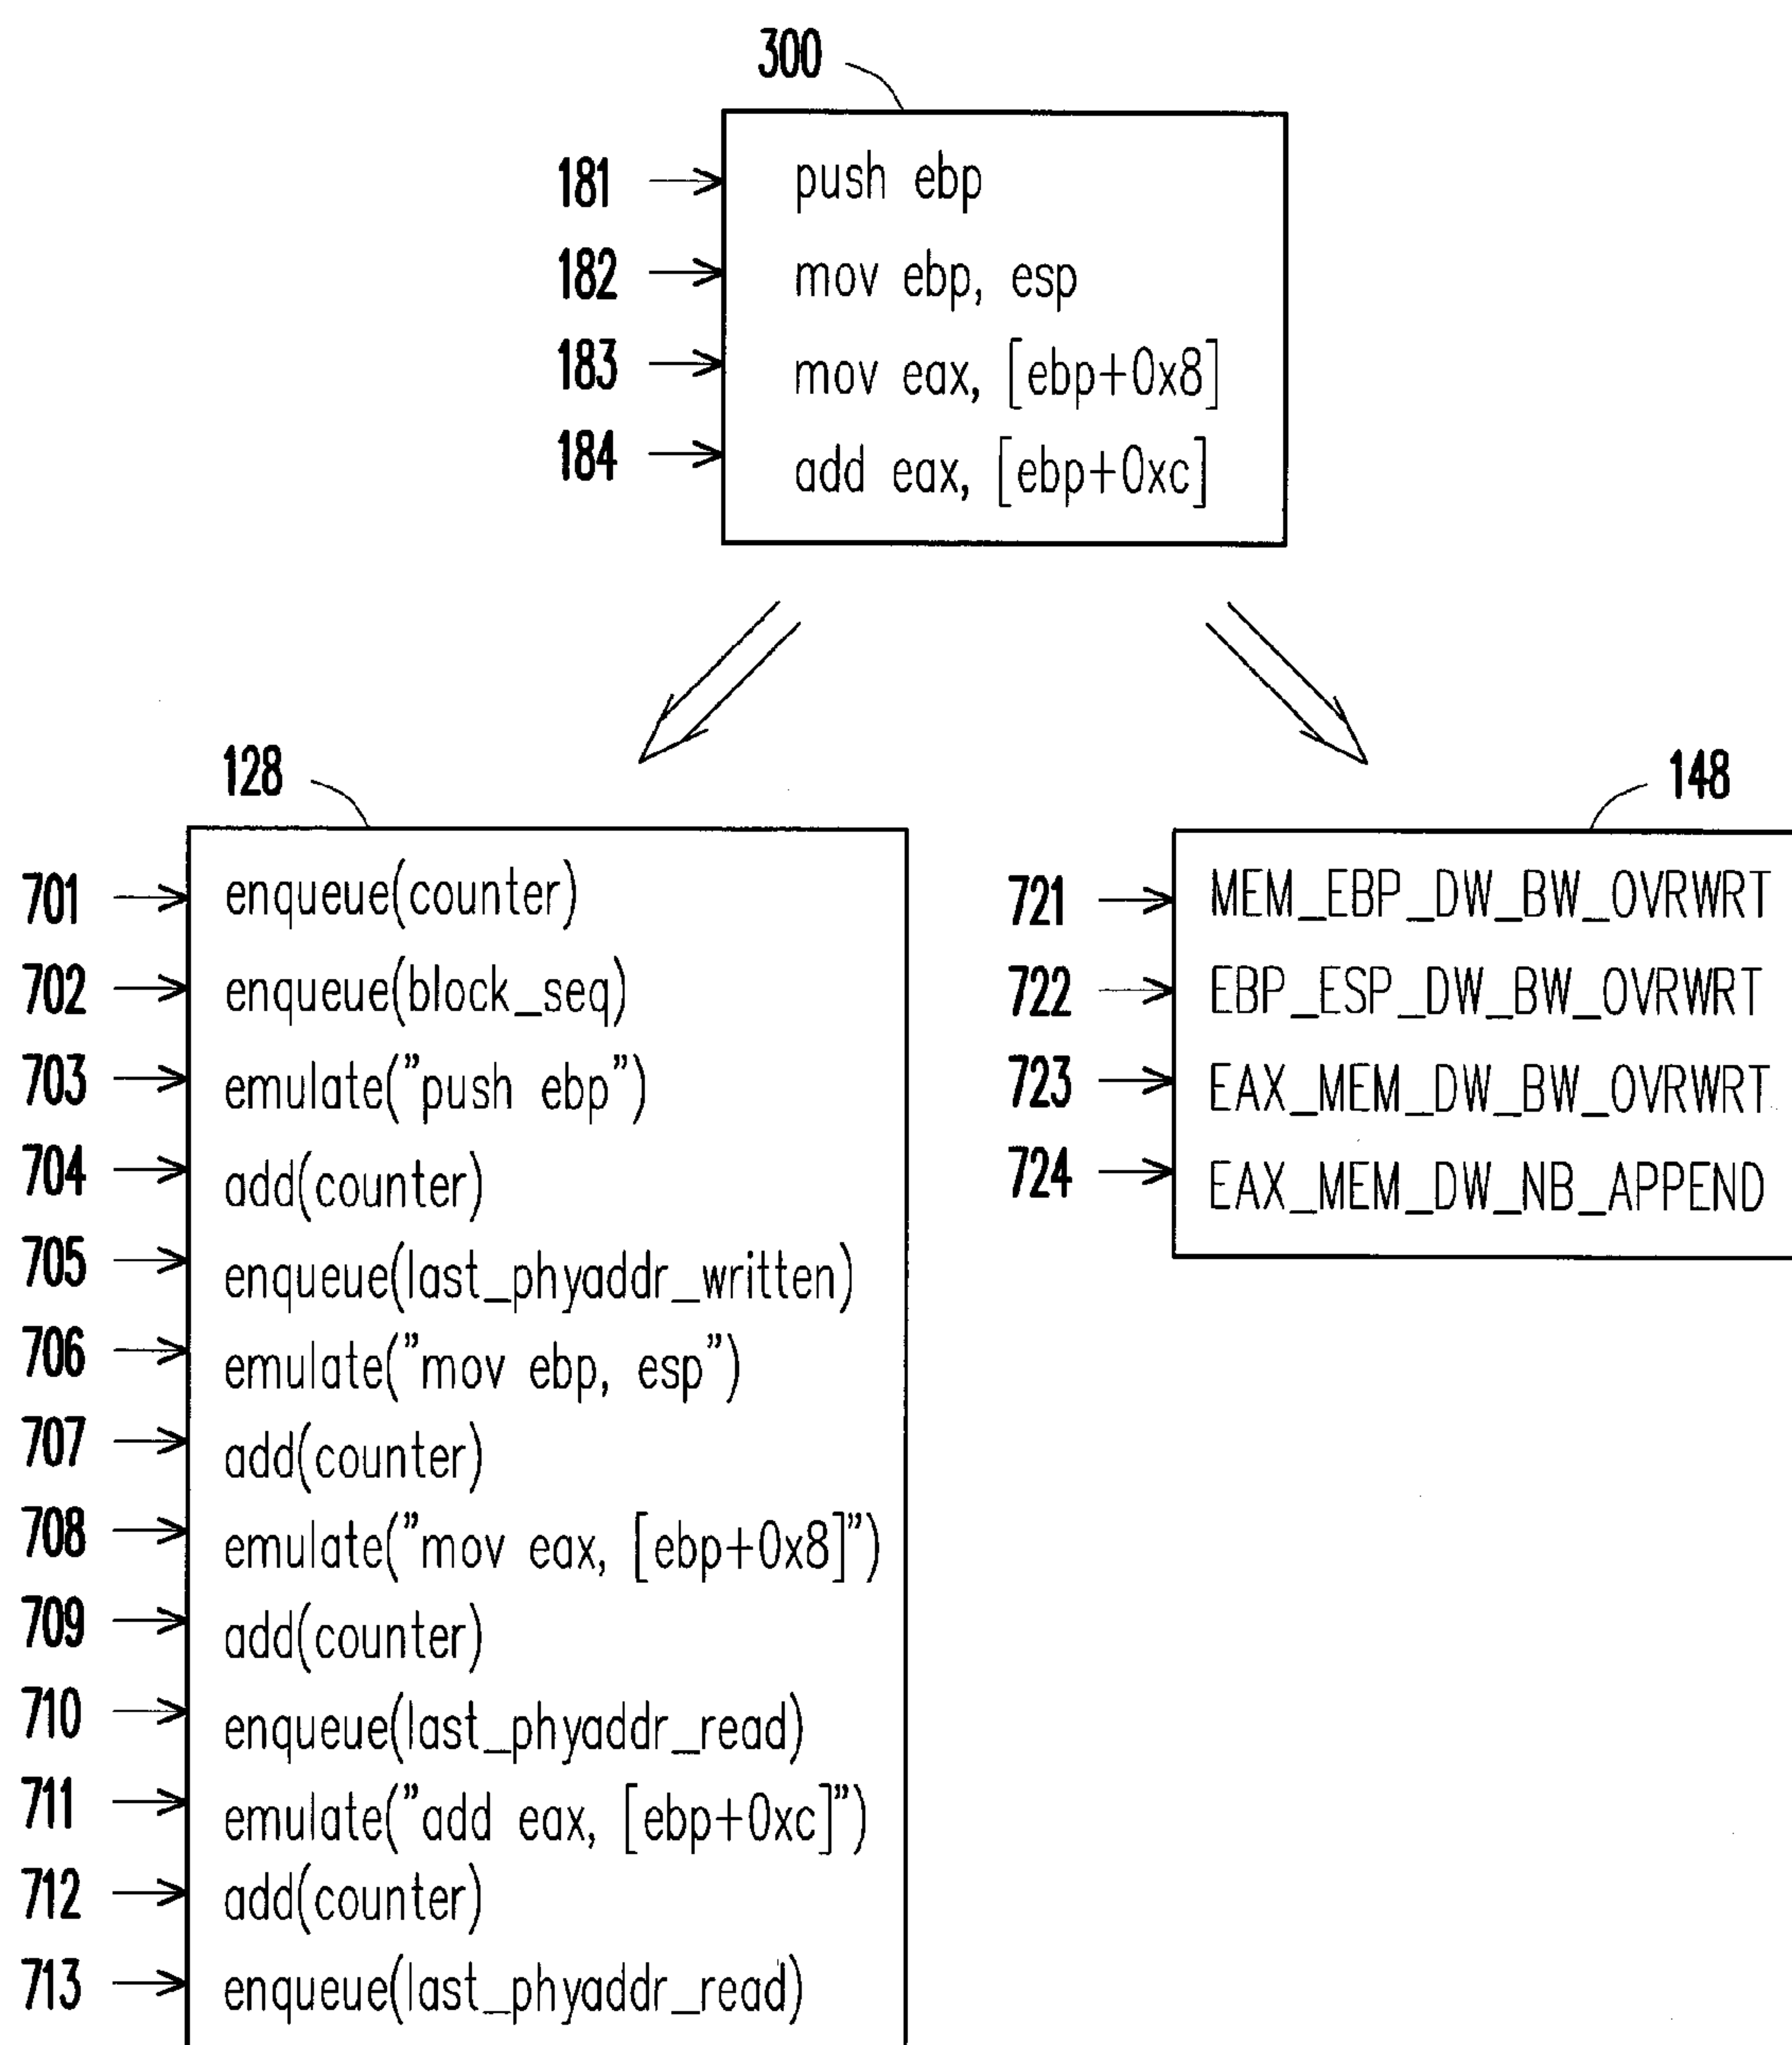 300
181 push ebp
182 mov ebp, esp
183 mov eax, [ebp+0x8]
184 add eax, [ebp+0xc]
128
701 enqueue(counter)
702 enqueue(block_seq)
703 emulate("push ebp")
704 add(counter)
705 enqueue(last_phyaddr_written)
706 emulate("mov ebp, esp")
707 add(counter)
708 emulate("mov eax, [ebp+0x8]")
709 add(counter)
710 enqueue(last_phyaddr_read)
711 emulate("add eax, [ebp+0xc]")
712 add(counter)
713 enqueue(last_phyaddr_read)
148
721 MEM_EBP_DW_BW_OVRWRT
722 EBP_ESP_DW_BW_OVRWRT
723 EAX_MEM_DW_BW_OVRWRT
724 EAX_MEM_DW_NB_APPEND